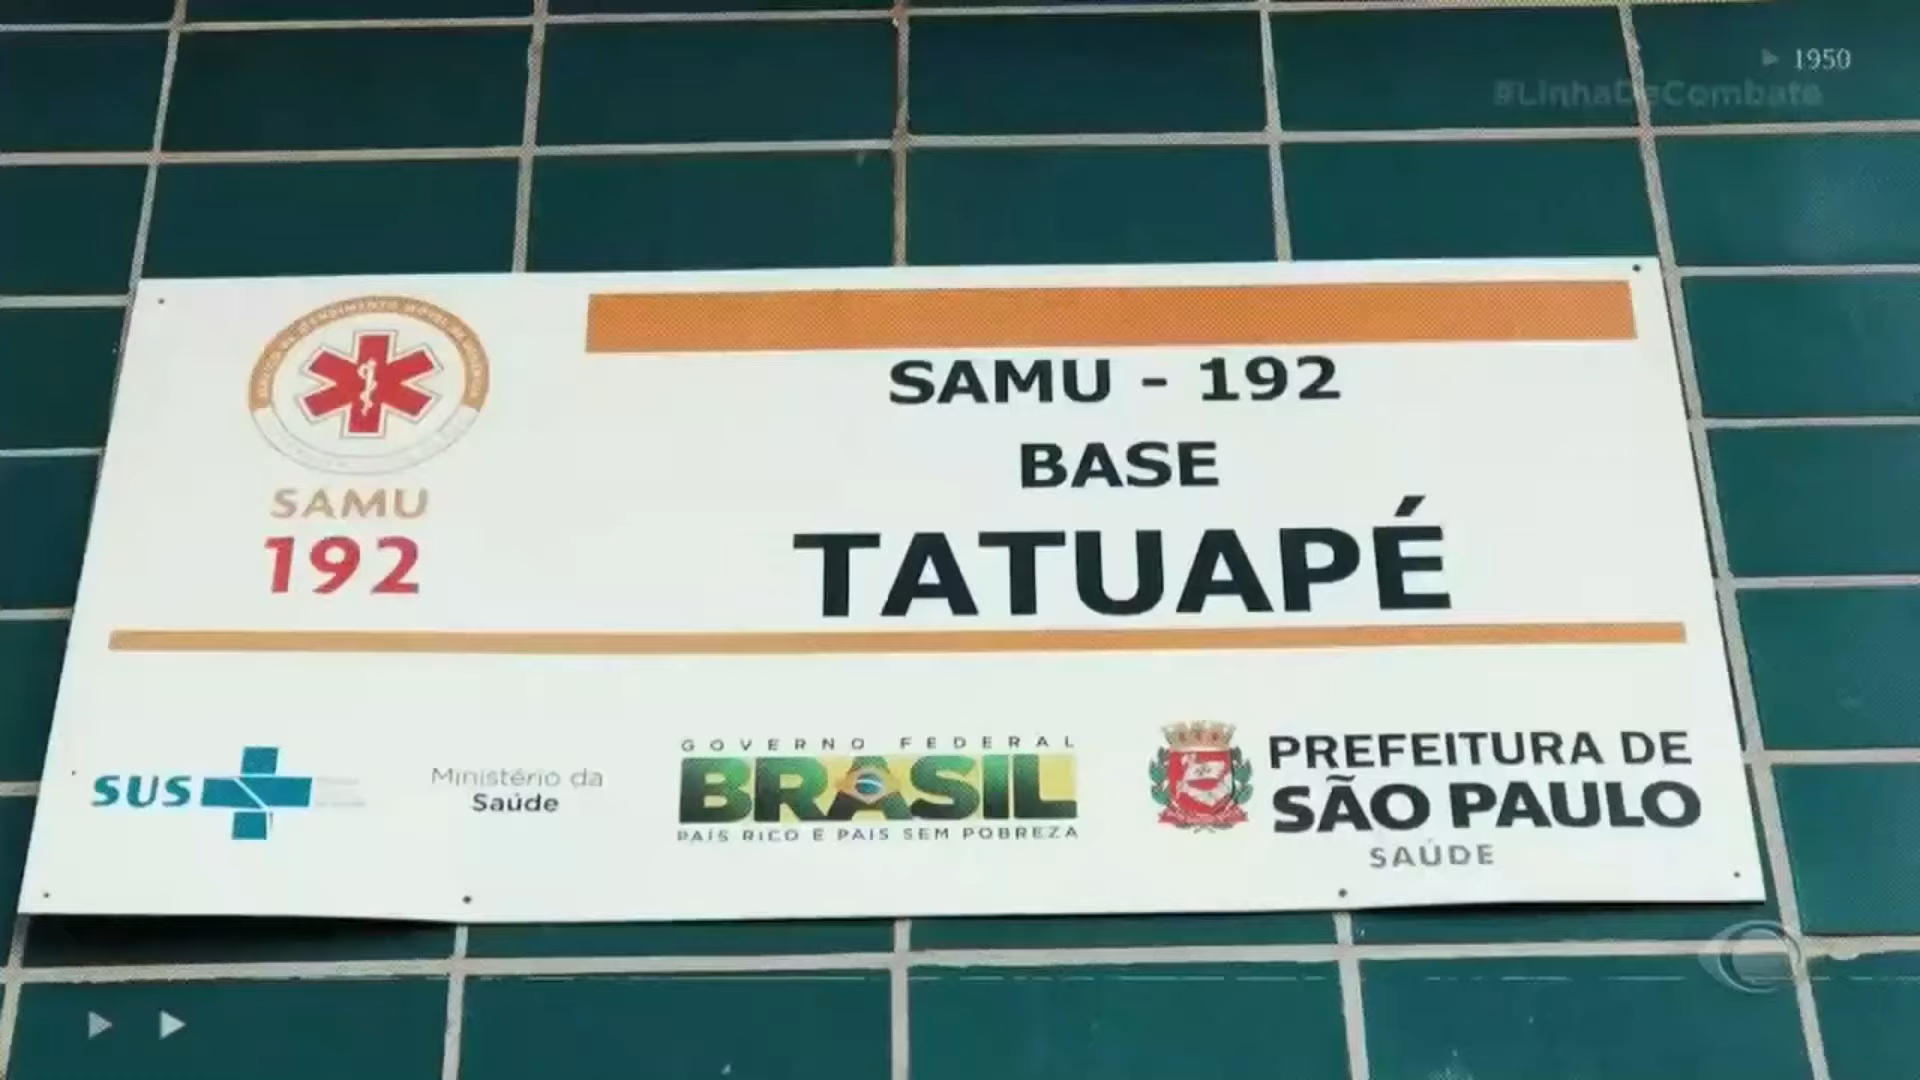 1950
#LinhaDeCombate
SAMU - 192
BASE
TATUAPÉ
SAMU
192
SUS
Ministério da
Saúde
GOVERNO FEDERAL
BRASIL
PAÍS RICO É PAÍS SEM POBREZA
PREFEITURA DE
SÃO PAULO
SAÚDE